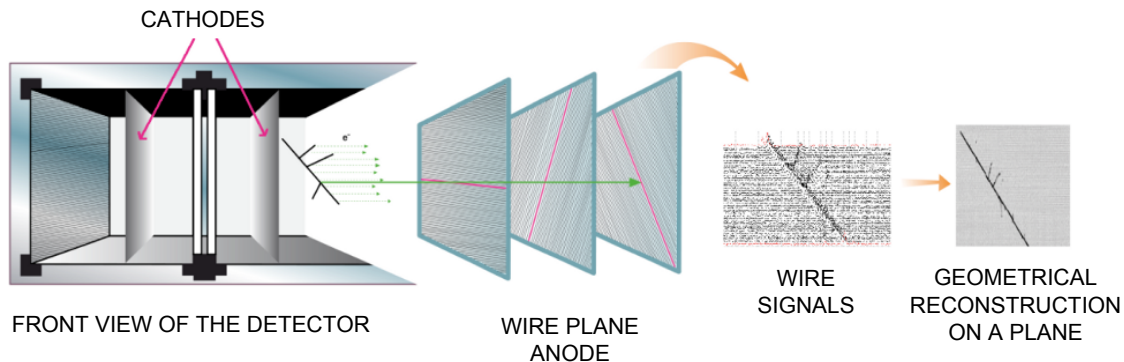 CATHODES
e⁻
FRONT VIEW OF THE DETECTOR
WIRE PLANE
ANODE
WIRE
SIGNALS
GEOMETRICAL
RECONSTRUCTION
ON A PLANE